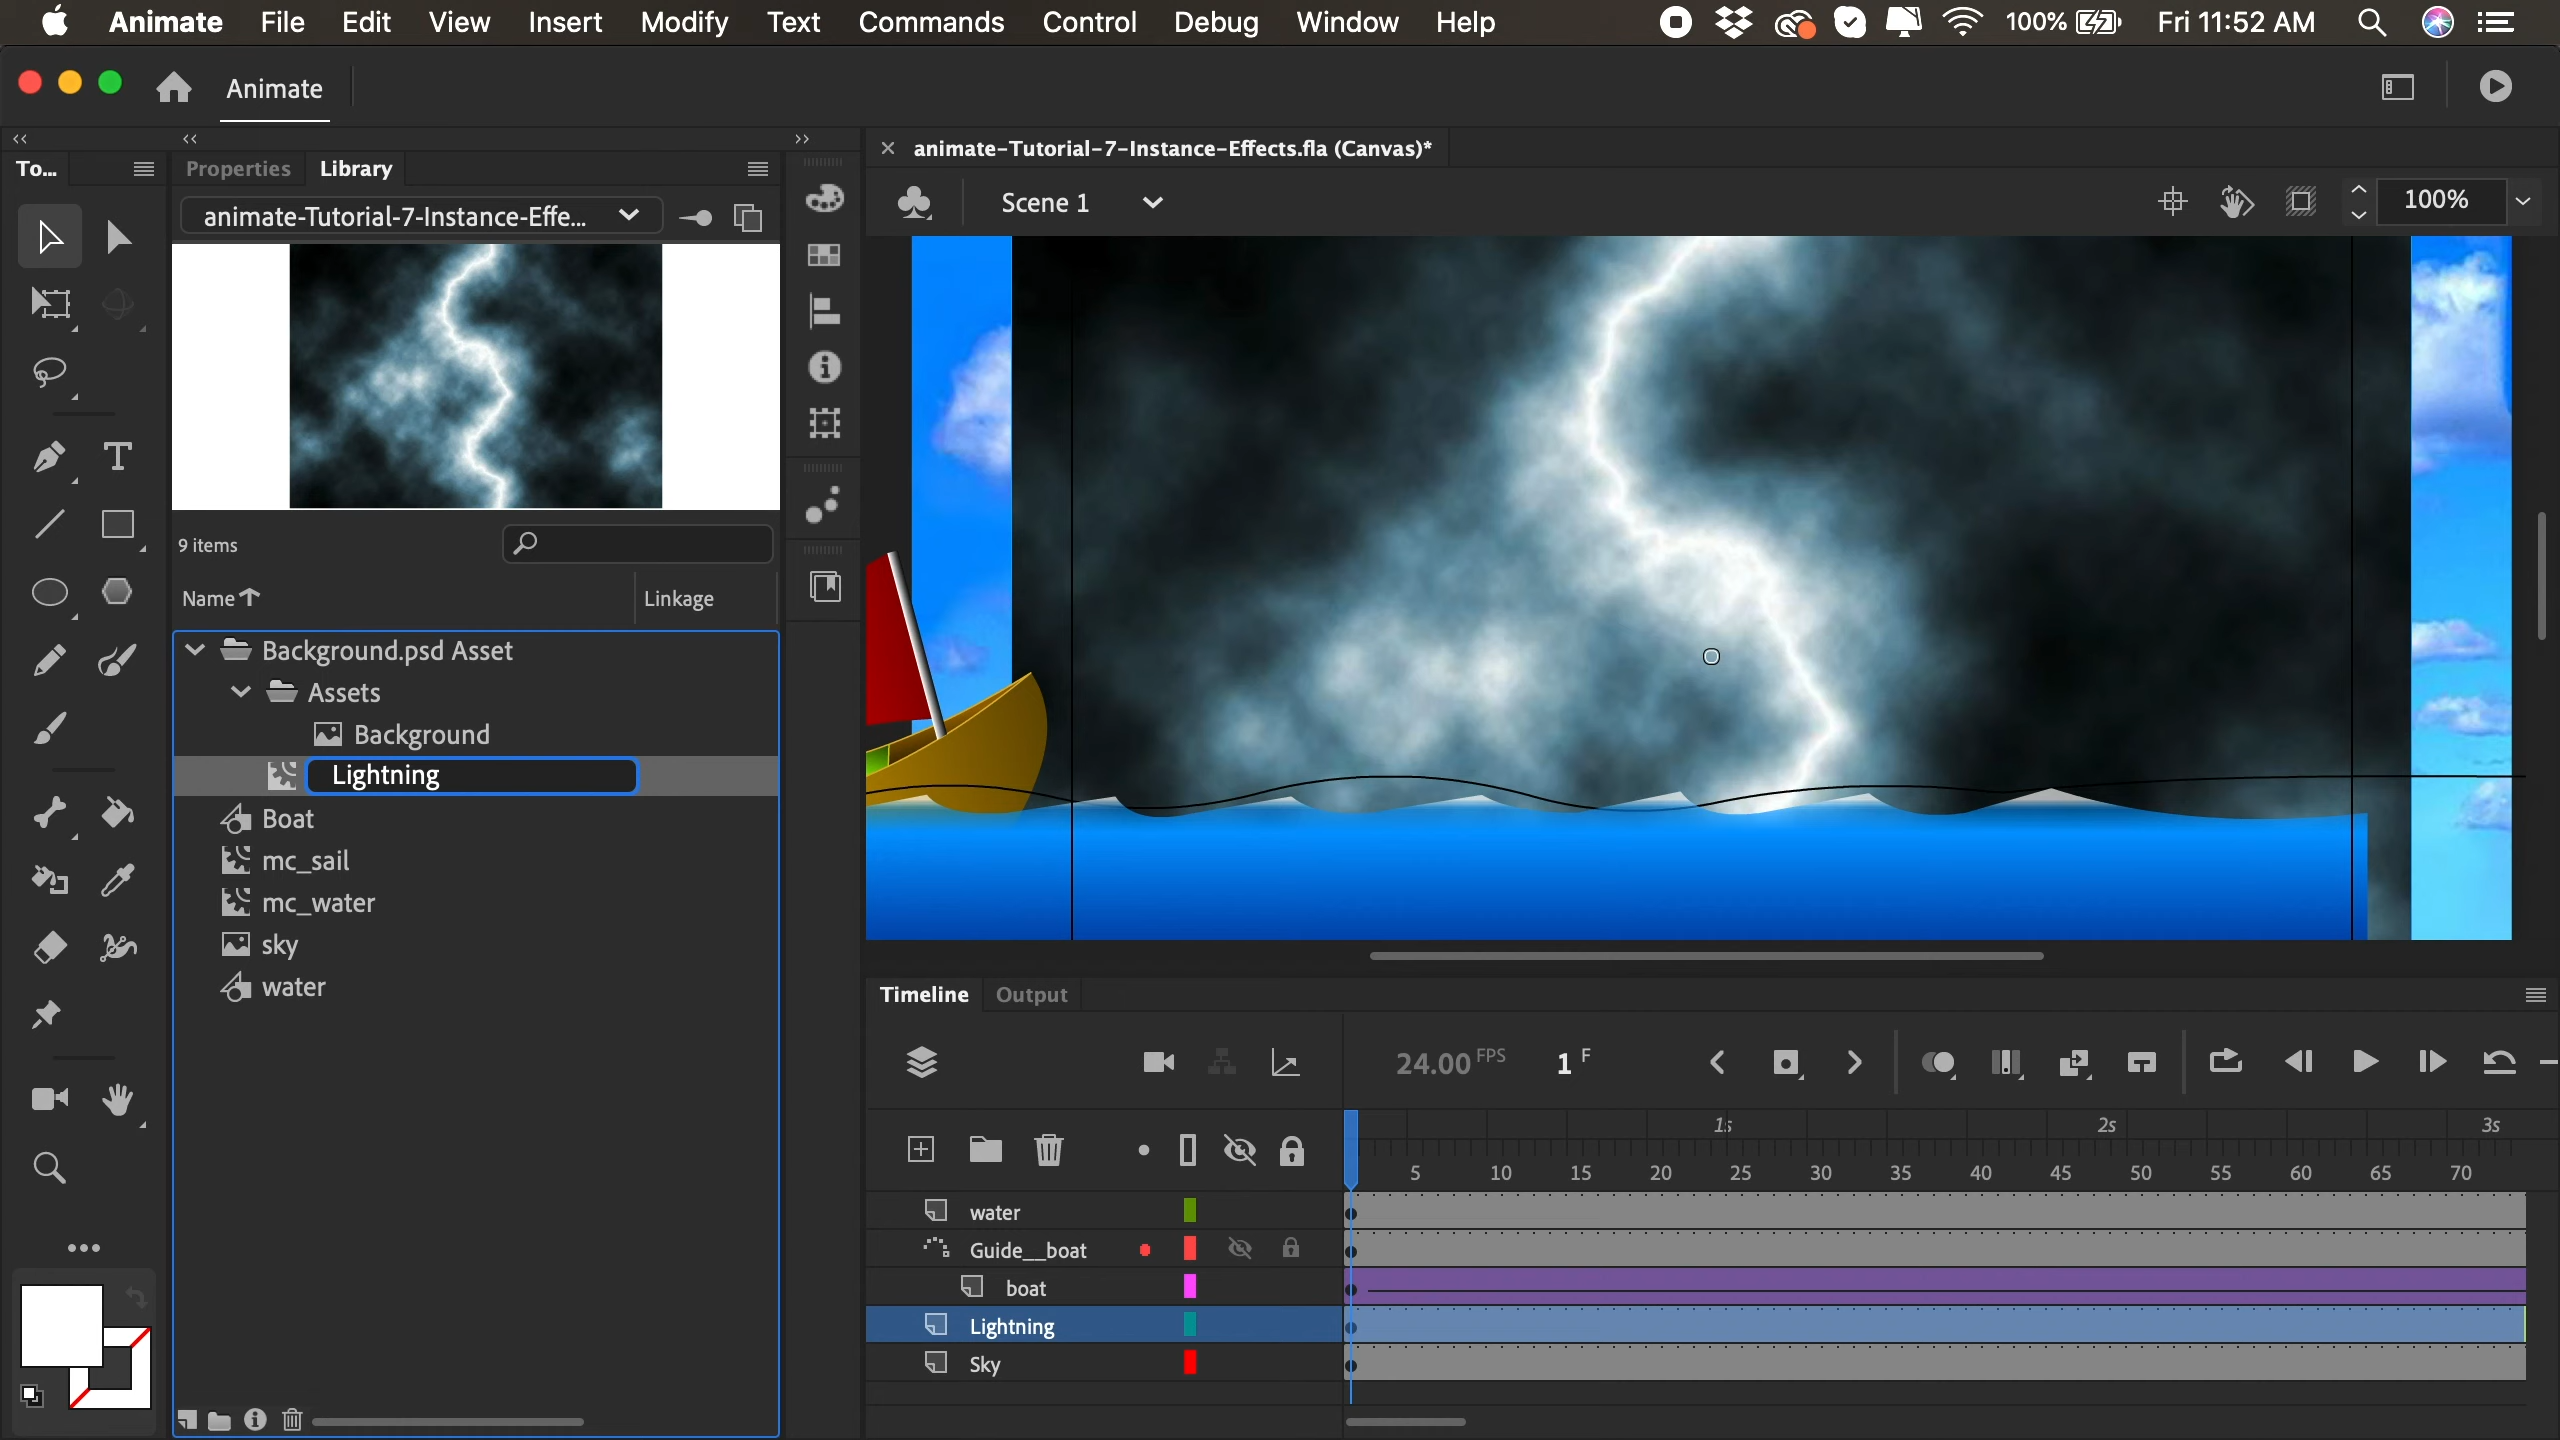 Animate File Edit View Insert Modify Text Commands Control Debug Window Help 100% Fri 11:52 AM
Animate
To...
Properties Library
animate-Tutorial-7-Instance-Effects.fla (Canvas)*
animate-Tutorial-7-Instance-Effe...
Scene 1
100%
9 items
Name Linkage
Background.psd Asset
Assets
Background
Lightning
Boat
mc_sail
mc_water
sky
water
Timeline Output
24.00 FPS 1 F
1s 2s 3s
5 10 15 20 25 30 35 40 45 50 55 60 65 70
water
Guide__boat
boat
Lightning
Sky